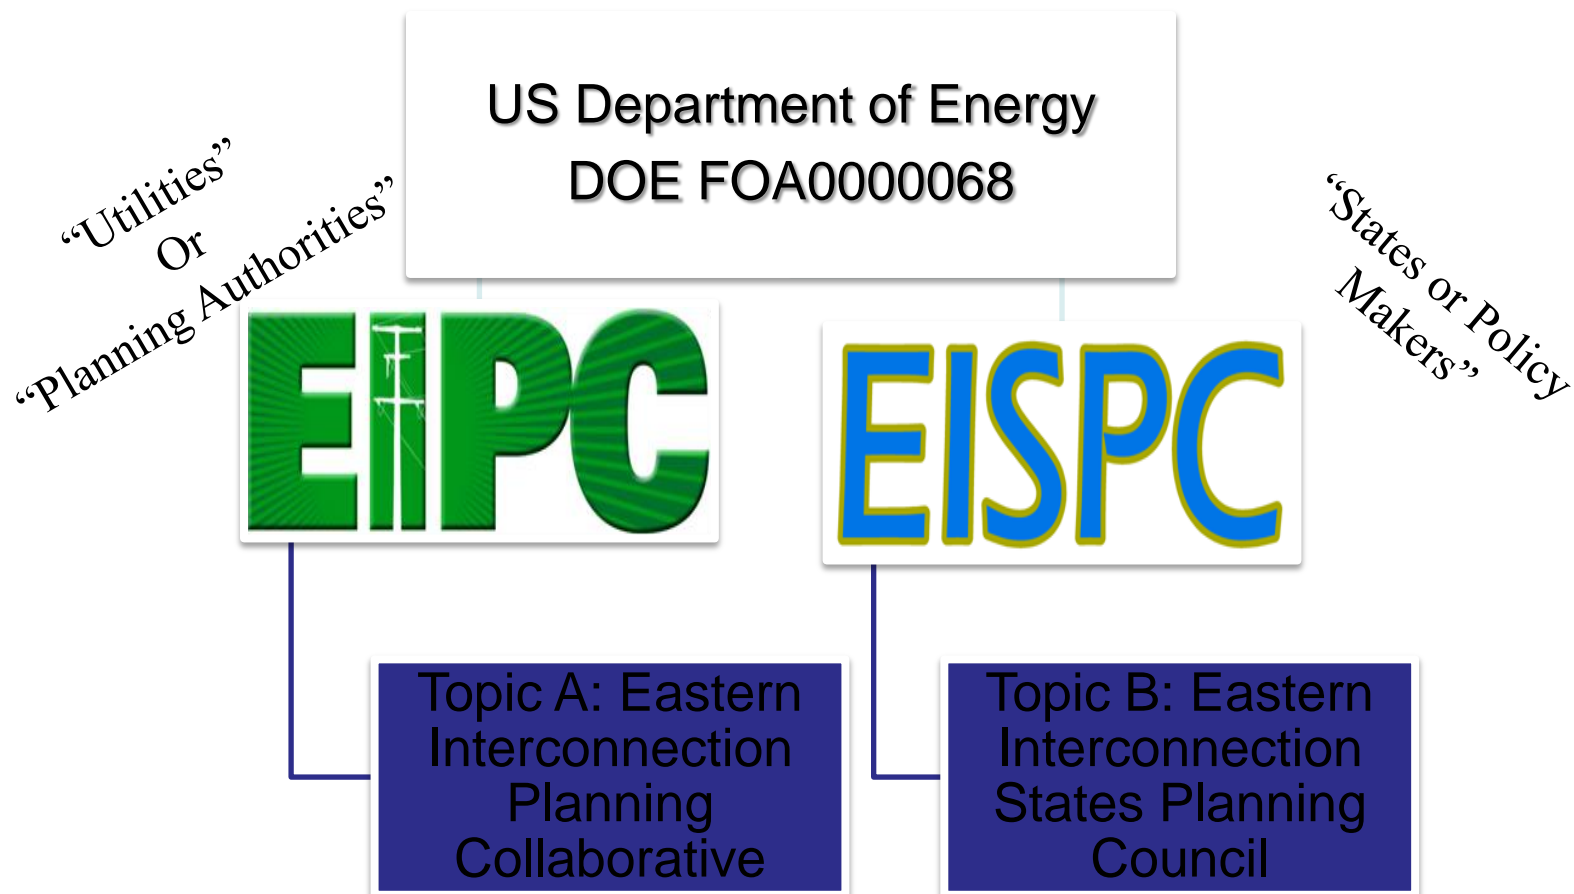 US Department of Energy
DOE FOA0000068
“Utilities”
Or
“Planning Authorities”
“States or Policy
Makers”
EIPC
EISPC
Topic A: Eastern
Interconnection
Planning
Collaborative
Topic B: Eastern
Interconnection
States Planning
Council